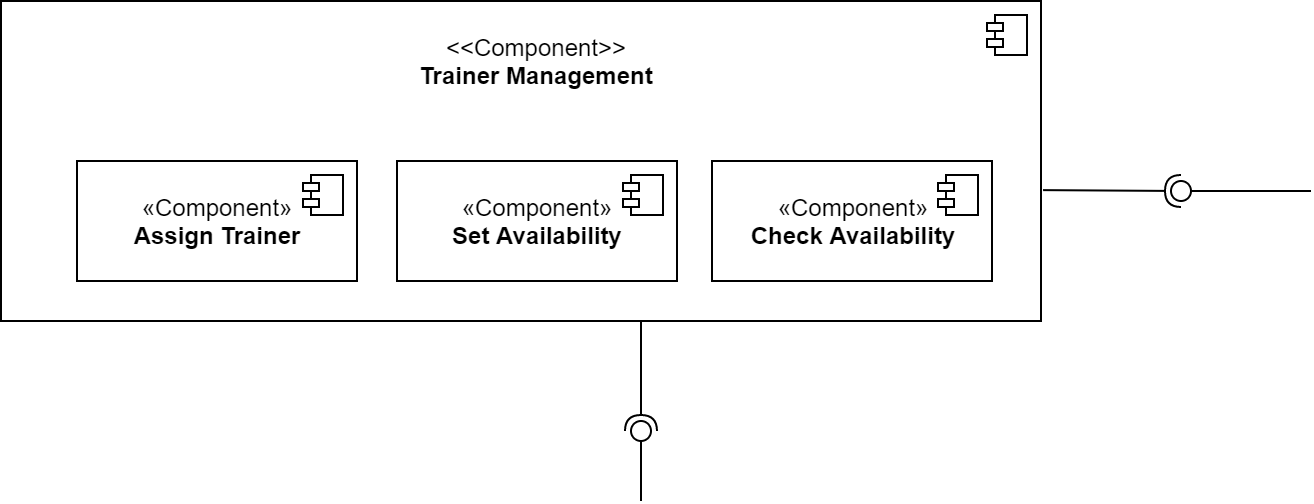 <<Component>>
Trainer Management
«Component»
Assign Trainer
«Component»
Set Availability
«Component»
Check Availability